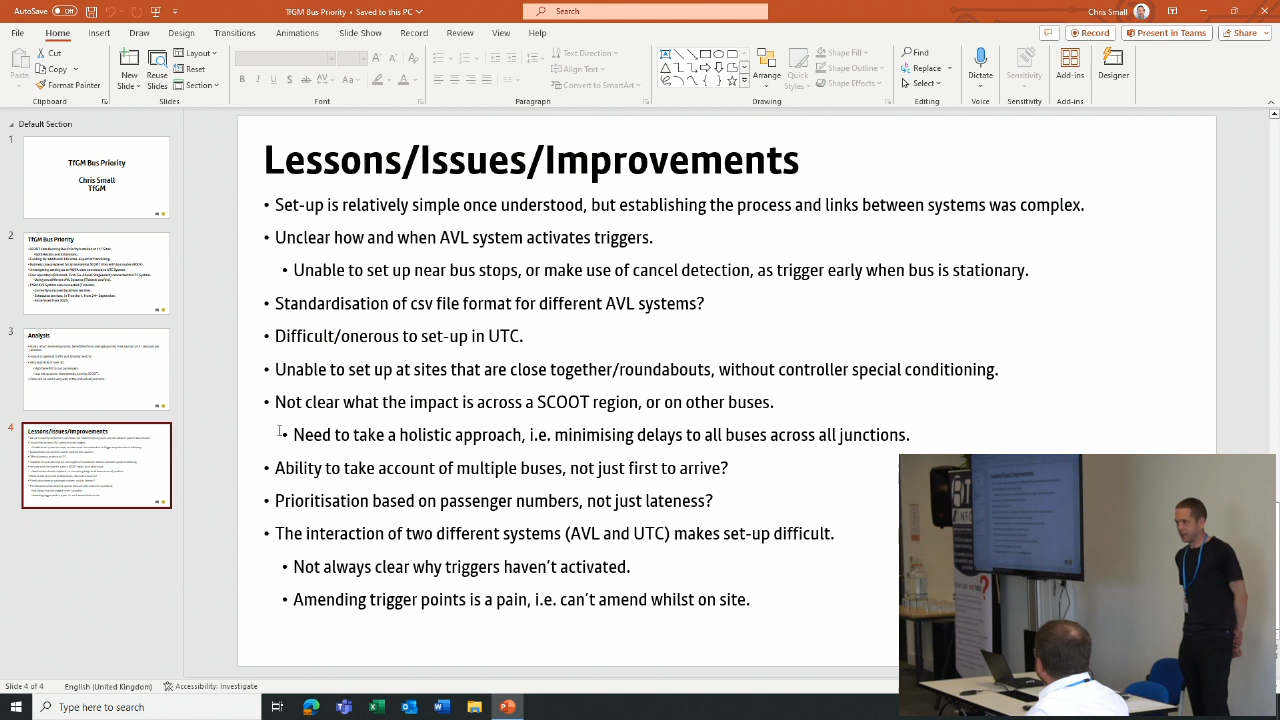 AutoSave Off TfGM Bus Priority • Saved to this PC Search Chris Small
File Home Insert Draw Design Transitions Animations Slide Show Record Review View Help Record Present in Teams Share
Paste Cut Copy Format Painter Clipboard
New Slide Reuse Slides Layout Reset Section Slides
Font
Text Direction Align Text Convert to SmartArt Paragraph
Arrange Quick Styles Shape Fill Shape Outline Shape Effects Drawing
Find Replace Select Editing
Dictate Voice
Sensitivity Sensitivity
Add-ins Add-ins
Designer
Default Section
1
TfGM Bus Priority
Chris Small
TfGM
2
TfGM Bus Priority
3
Analysis
4
Lessons/Issues/Improvements
Lessons/Issues/Improvements
• Set-up is relatively simple once understood, but establishing the process and links between systems was complex.
• Unclear how and when AVL system activates triggers.
• Unable to set up near bus stops, or make use of cancel detection, as trigger early when bus is stationary.
• Standardisation of csv file format for different AVL systems?
• Difficult/onerous to set-up in UTC.
• Unable to set up at sites that are close together/roundabouts, without controller special conditioning.
• Not clear what the impact is across a SCOOT region, or on other buses.
• Need to take a holistic approach, i.e. minimising delays to all buses across all junctions.
• Ability to take account of multiple buses, not just first to arrive?
• Prioritisation based on passenger numbers, not just lateness?
• The interaction of two different systems (AVL and UTC) makes set-up difficult.
• Not always clear why triggers haven't activated.
• Amending trigger points is a pain, i.e. can't amend whilst on site.
Slide 4 of 4 English (United Kingdom) Accessibility: Investigate
Type here to search